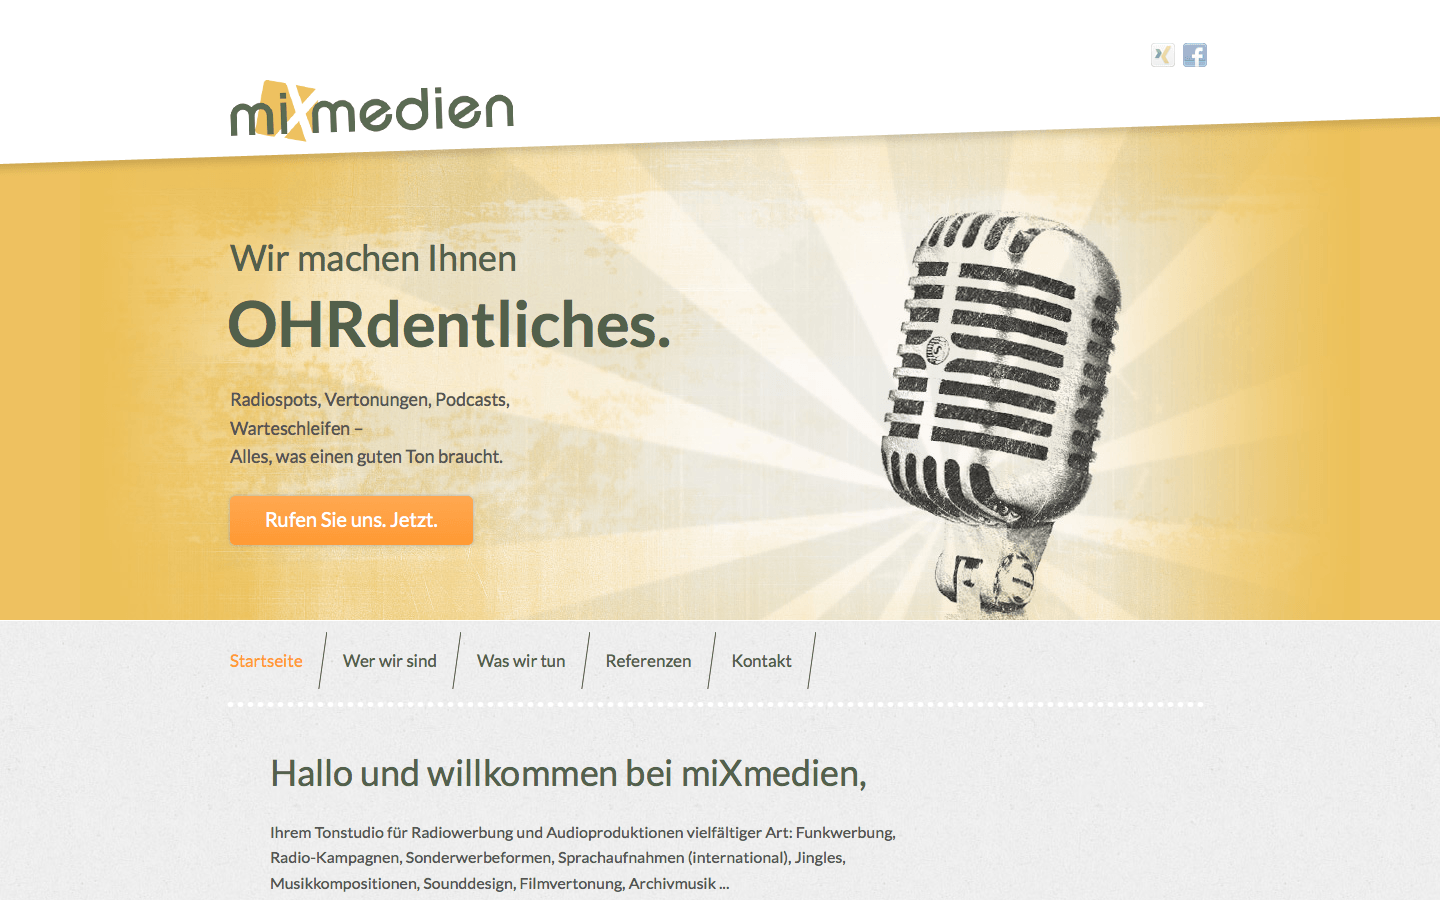 miXmedien
Wir machen Ihnen
OHRdentliches.
Radiospots, Vertonungen, Podcasts,
Warteschleifen –
Alles, was einen guten Ton braucht.
Rufen Sie uns. Jetzt.
Startseite
Wer wir sind
Was wir tun
Referenzen
Kontakt
Hallo und willkommen bei miXmedien,
Ihrem Tonstudio für Radiowerbung und Audioproduktionen vielfältiger Art: Funkwerbung,
Radio-Kampagnen, Sonderwerbeformen, Sprachaufnahmen (international), Jingles,
Musikkompositionen, Sounddesign, Filmvertonung, Archivmusik ...